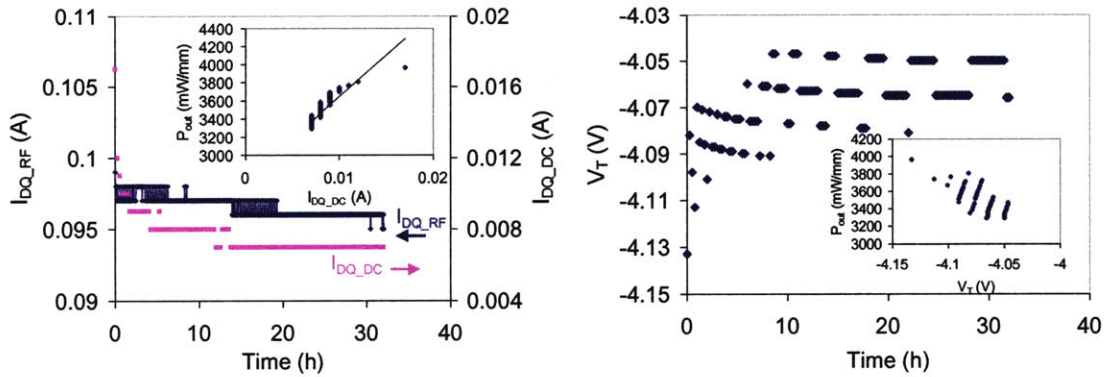 0.11
0.105
0.1
0.095
0.09
I_DQ_RF (A)
0.02
0.016
0.012
0.008
0.004
I_DQ_DC (A)
0 10 20 30 40
Time (h)
4400
4200
4000
3800
3600
3400
3200
3000
P_out (mW/mm)
0 0.01 0.02
I_DQ_DC (A)
I_DQ_RF
I_DQ_DC
-4.03
-4.05
-4.07
-4.09
-4.11
-4.13
-4.15
V_T (V)
0 10 20 30 40
Time (h)
4200
4000
3800
3600
3400
3200
3000
P_out (mW/mm)
-4.15 -4.1 -4.05 -4
V_T (V)